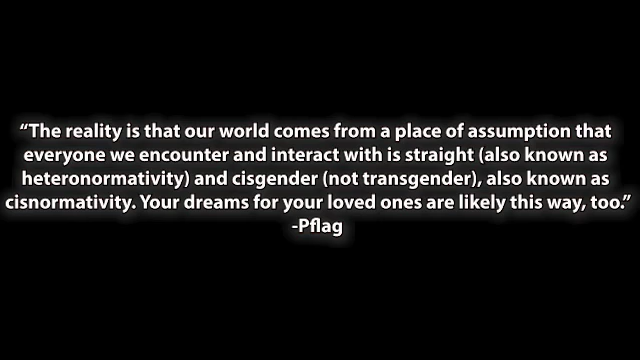 “The reality is that our world comes from a place of assumption that
everyone we encounter and interact with is straight (also known as
heteronormativity) and cisgender (not transgender), also known as
cisnormativity. Your dreams for your loved ones are likely this way, too.”
-Pflag